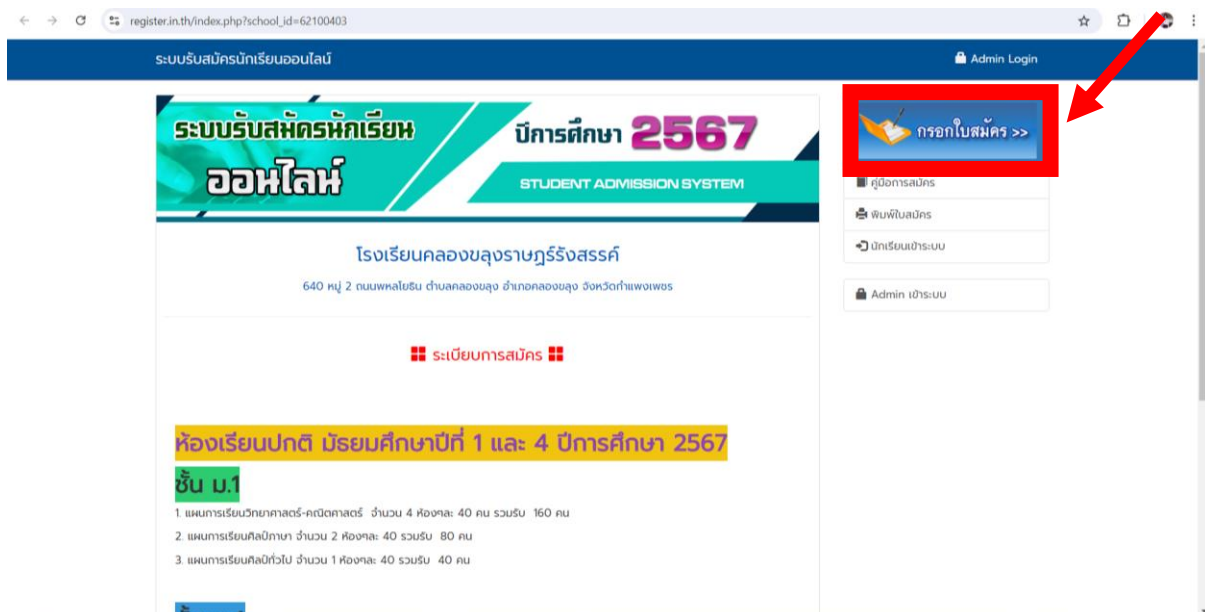 register.in.th/index.php?school_id=62100403
ระบบรับสมัครนักเรียนออนไลน์
Admin Login
ระบบรับสมัครนักเรียน
ออนไลน์
ปีการศึกษา 2567
STUDENT ADMISSION SYSTEM
กรอกใบสมัคร >>
คู่มือการสมัคร
พิมพ์ใบสมัคร
นักเรียนเข้าระบบ
Admin เข้าระบบ
โรงเรียนคลองขลุงราษฎร์รังสรรค์
640 หมู่ 2 ถนนพหลโยธิน ตำบลคลองขลุง อำเภอคลองขลุง จังหวัดกำแพงเพชร
ระเบียบการสมัคร
ห้องเรียนปกติ มัธยมศึกษาปีที่ 1 และ 4 ปีการศึกษา 2567
ชั้น ม.1
1. แผนการเรียนวิทยาศาสตร์-คณิตศาสตร์ จำนวน 4 ห้องๆละ 40 คน รวมรับ 160 คน
2. แผนการเรียนศิลป์ภาษา จำนวน 2 ห้องๆละ 40 รวมรับ 80 คน
3. แผนการเรียนศิลป์ทั่วไป จำนวน 1 ห้องๆละ 40 รวมรับ 40 คน